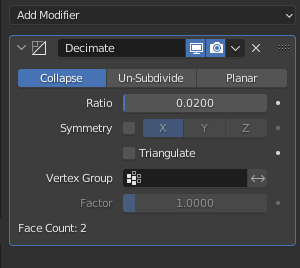 Add Modifier
Decimate
Collapse Un-Subdivide Planar
Ratio 0.0200
Symmetry X Y Z
Triangulate
Vertex Group
Factor 1.0000
Face Count: 2